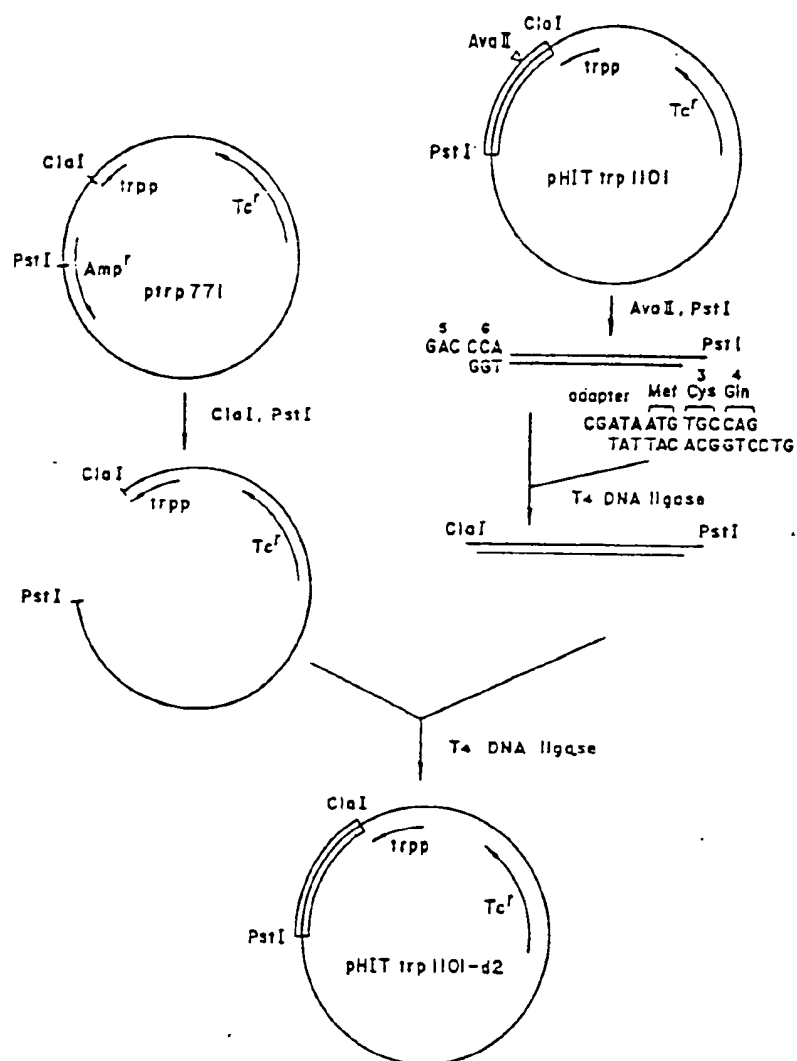 ClaI
AvaII
trpp
Tcʳ
PstI
pHIT trp 1101
ClaI
trpp
Tcʳ
PstI
Ampʳ
ptrp 771
AvaII, PstI
5 6
GAC CCA
GGT
PstI
3 4
adapter Met Cys Gln
CGATA ATG TGC CAG
TAT TAC ACG GTC CTG
ClaI, PstI
T4 DNA ligase
ClaI
PstI
ClaI
trpp
Tcʳ
PstI
T4 DNA ligase
ClaI
trpp
Tcʳ
PstI
pHIT trp 1101-d2